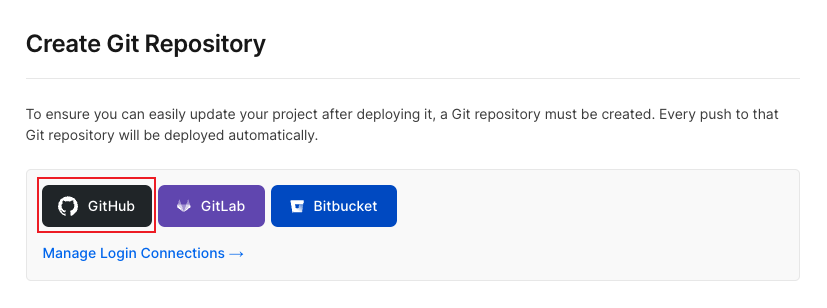 Create Git Repository
To ensure you can easily update your project after deploying it, a Git repository must be created. Every push to that
Git repository will be deployed automatically.
GitHub GitLab Bitbucket
Manage Login Connections →